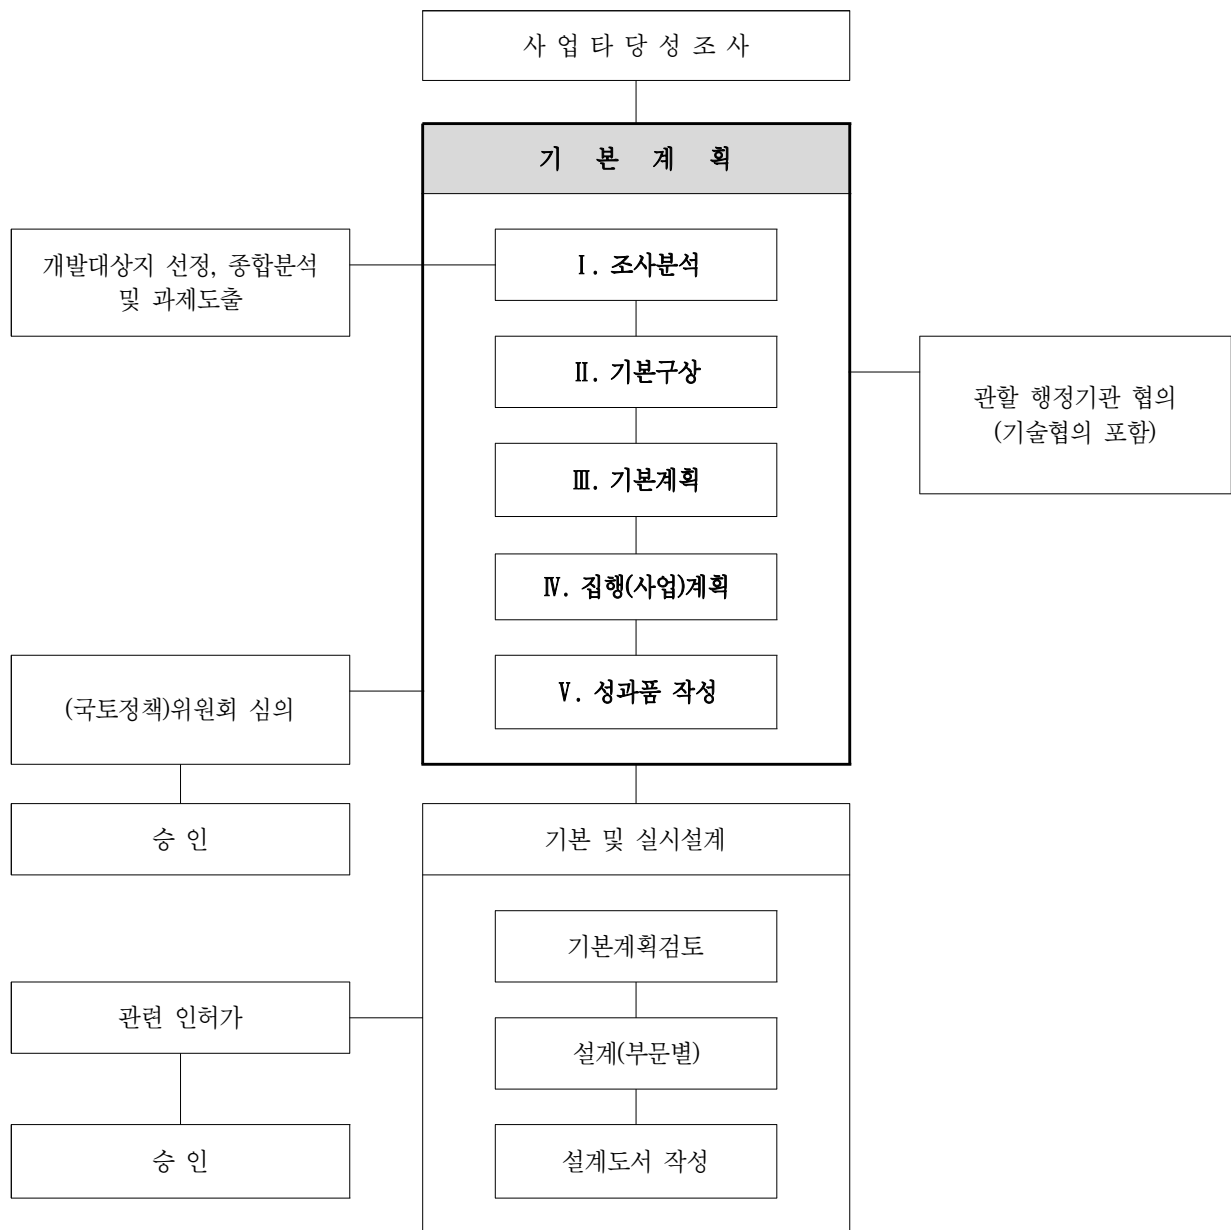 사 업 타 당 성 조 사
기 본 계 획
개발대상지 선정, 종합분석
및 과제도출
Ⅰ. 조사분석
Ⅱ. 기본구상
관할 행정기관 협의
(기술협의 포함)
Ⅲ. 기본계획
Ⅳ. 집행(사업)계획
(국토정책)위원회 심의
Ⅴ. 성과품 작성
승 인
기본 및 실시설계
기본계획검토
관련 인허가
설계(부문별)
승 인
설계도서 작성